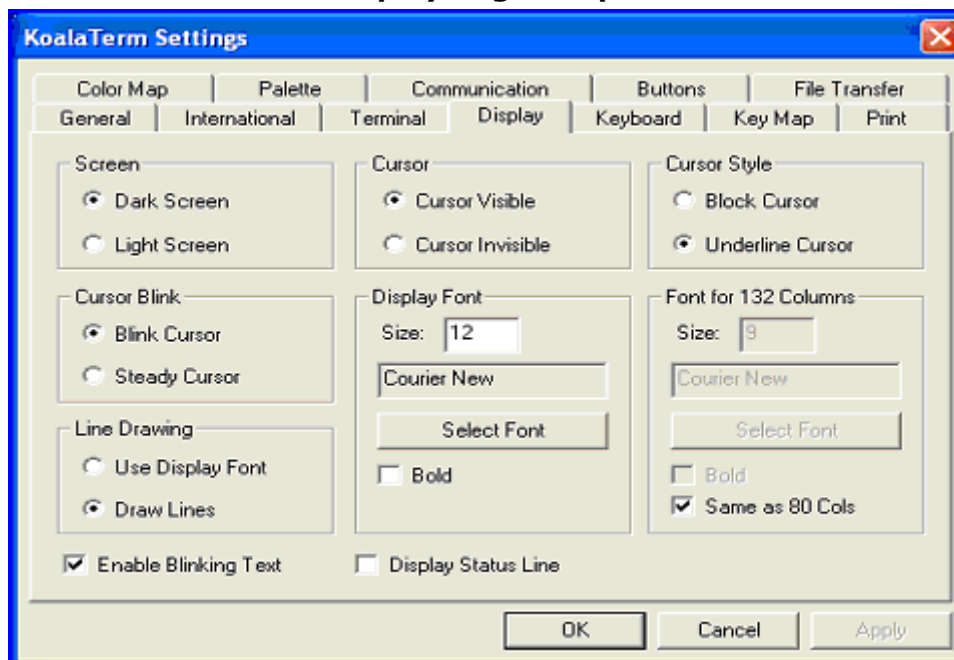 KoalaTerm Settings
Color Map Palette Communication Buttons File Transfer
General International Terminal Display Keyboard Key Map Print
Screen
Dark Screen
Light Screen
Cursor
Cursor Visible
Cursor Invisible
Cursor Style
Block Cursor
Underline Cursor
Cursor Blink
Blink Cursor
Steady Cursor
Display Font
Size: 12
Courier New
Select Font
Bold
Font for 132 Columns
Size: 9
Courier New
Select Font
Bold
Same as 80 Cols
Line Drawing
Use Display Font
Draw Lines
Enable Blinking Text
Display Status Line
OK Cancel Apply